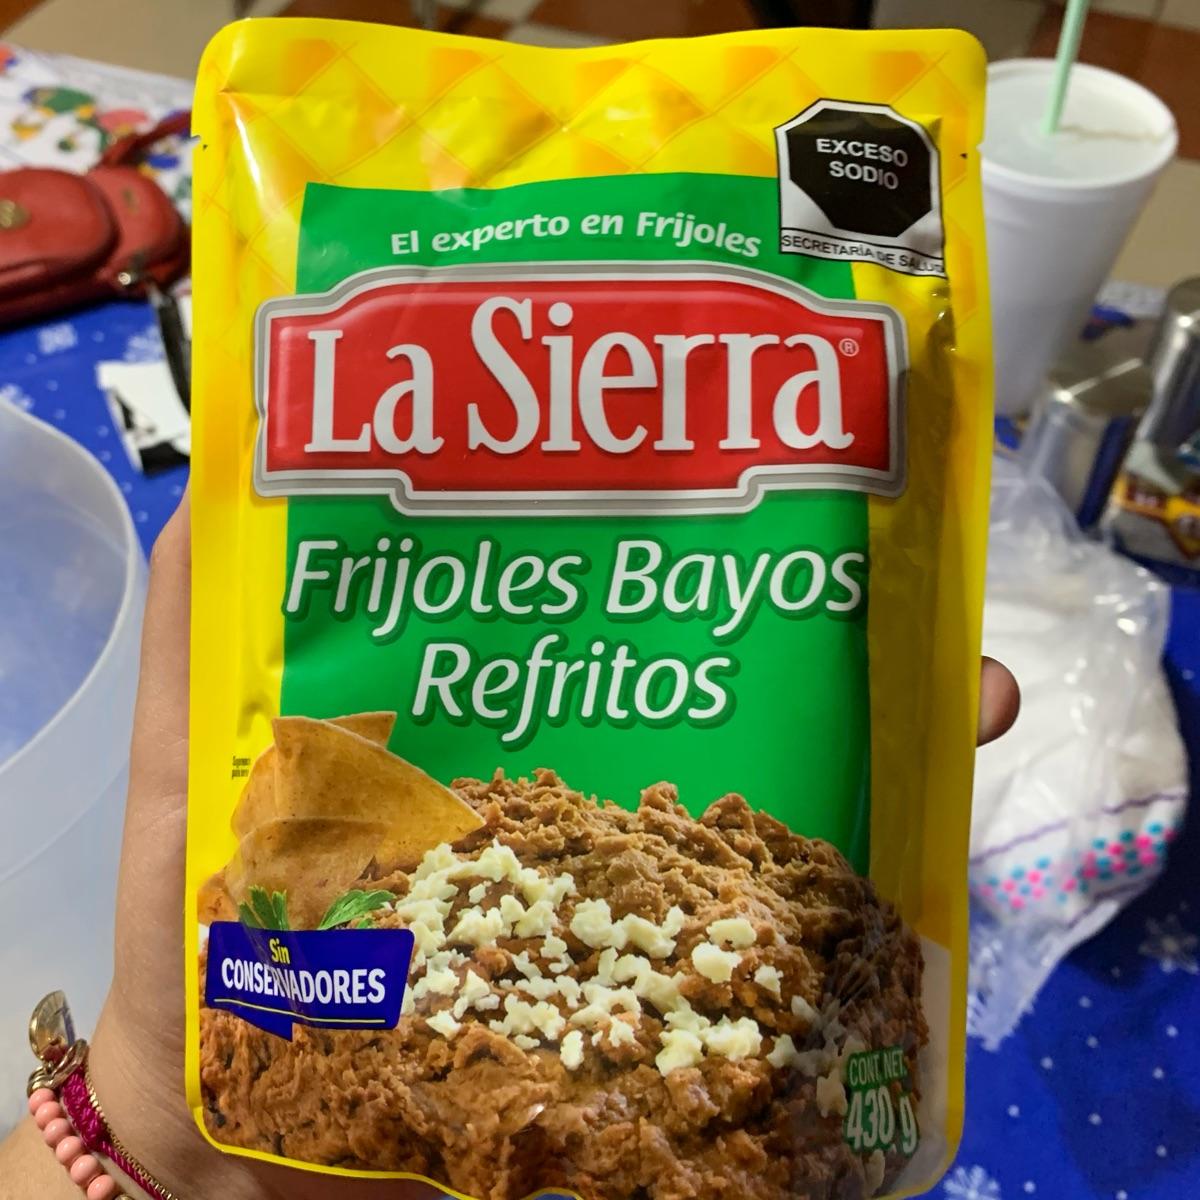 EXCESO
SODIO
SECRETARÍA DE SALUD
El experto en Frijoles
La Sierra®
Frijoles Bayos
Refritos
Sin
CONSERVADORES
CONT. NET.
430 g